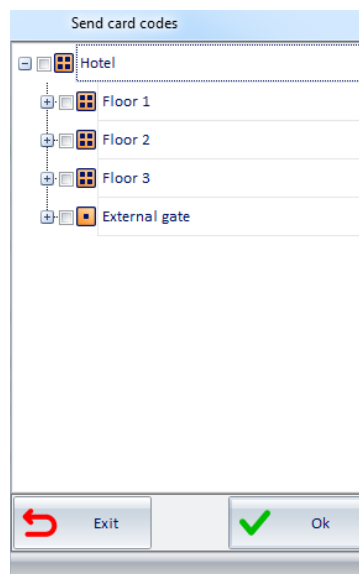 Send card codes
Hotel
Floor 1
Floor 2
Floor 3
External gate
Exit
Ok